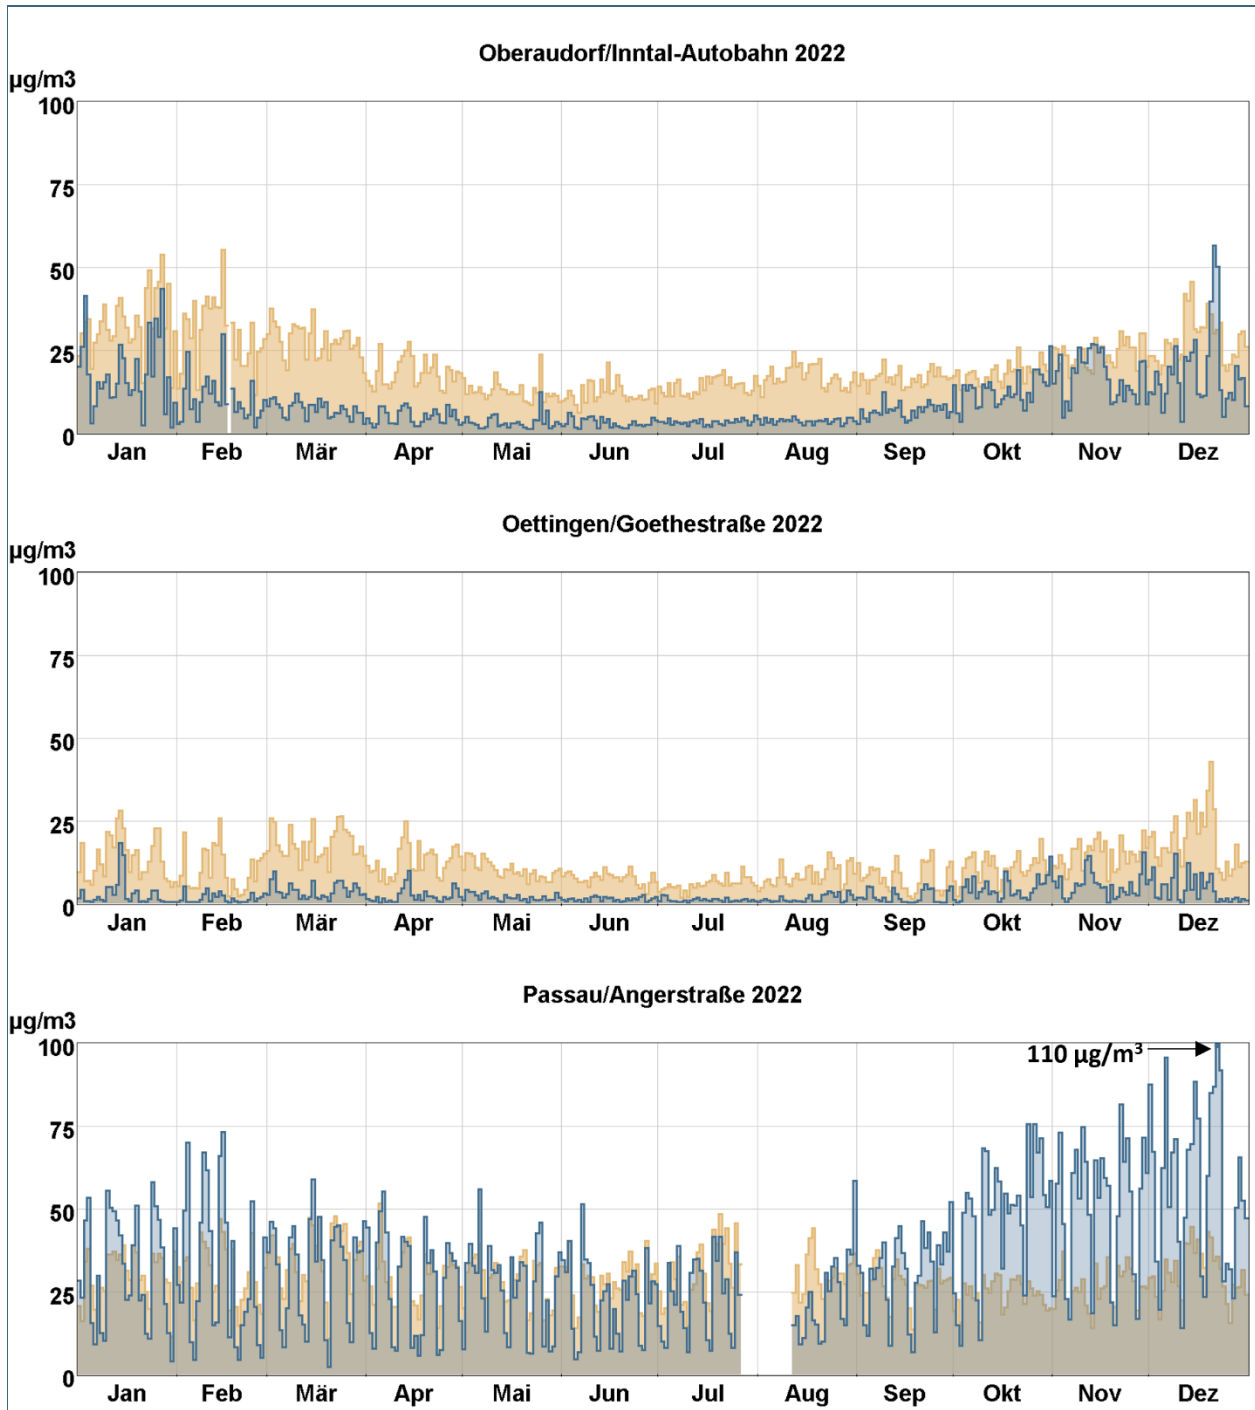 Oberaudorf/Inntal-Autobahn 2022
µg/m3
100
75
50
25
0
Jan Feb Mär Apr Mai Jun Jul Aug Sep Okt Nov Dez
Oettingen/Goethestraße 2022
µg/m3
100
75
50
25
0
Jan Feb Mär Apr Mai Jun Jul Aug Sep Okt Nov Dez
Passau/Angerstraße 2022
µg/m3
100
110 µg/m³
75
50
25
0
Jan Feb Mär Apr Mai Jun Jul Aug Sep Okt Nov Dez